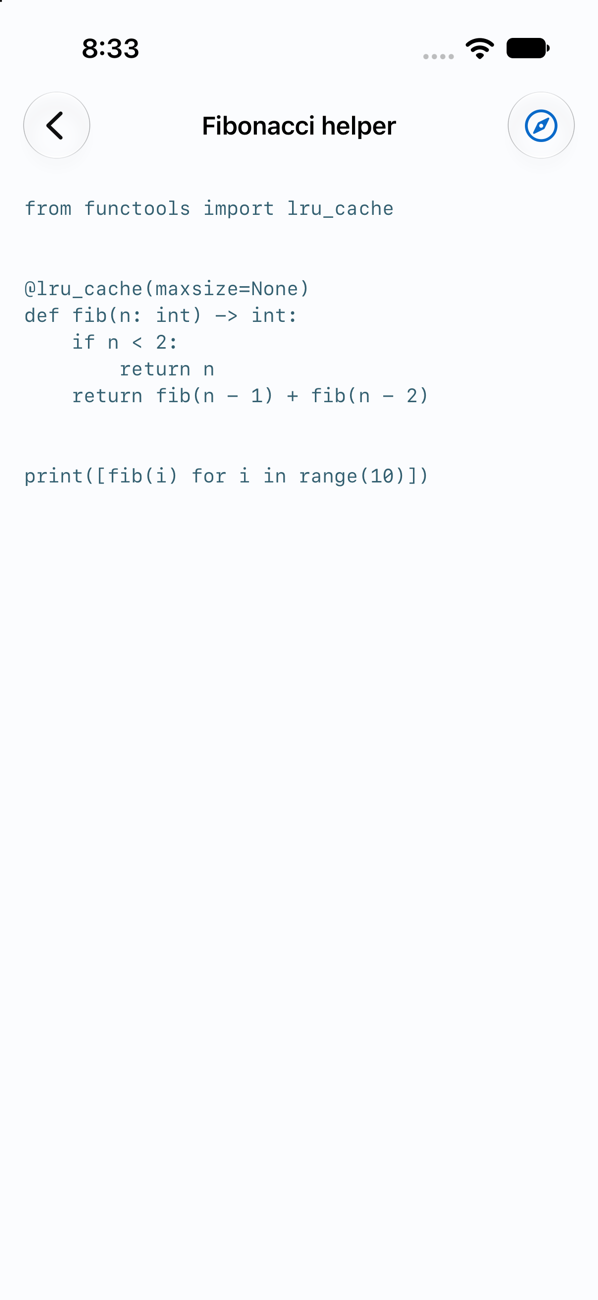 8:33
Fibonacci helper
from functools import lru_cache
@lru_cache(maxsize=None)
def fib(n: int) -> int:
    if n < 2:
        return n
    return fib(n - 1) + fib(n - 2)
print([fib(i) for i in range(10)])